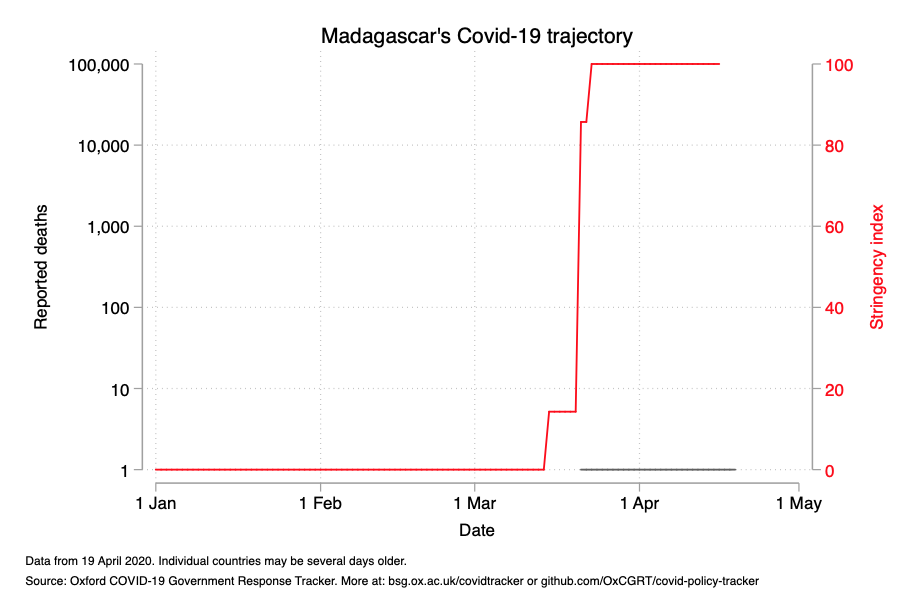 Madagascar's Covid-19 trajectory
100,000
10,000
1,000
100
10
1
Reported deaths
100
80
60
40
20
0
Stringency index
1 Jan
1 Feb
1 Mar
1 Apr
1 May
Date
Data from 19 April 2020. Individual countries may be several days older.
Source: Oxford COVID-19 Government Response Tracker. More at: bsg.ox.ac.uk/covidtracker or github.com/OxCGRT/covid-policy-tracker